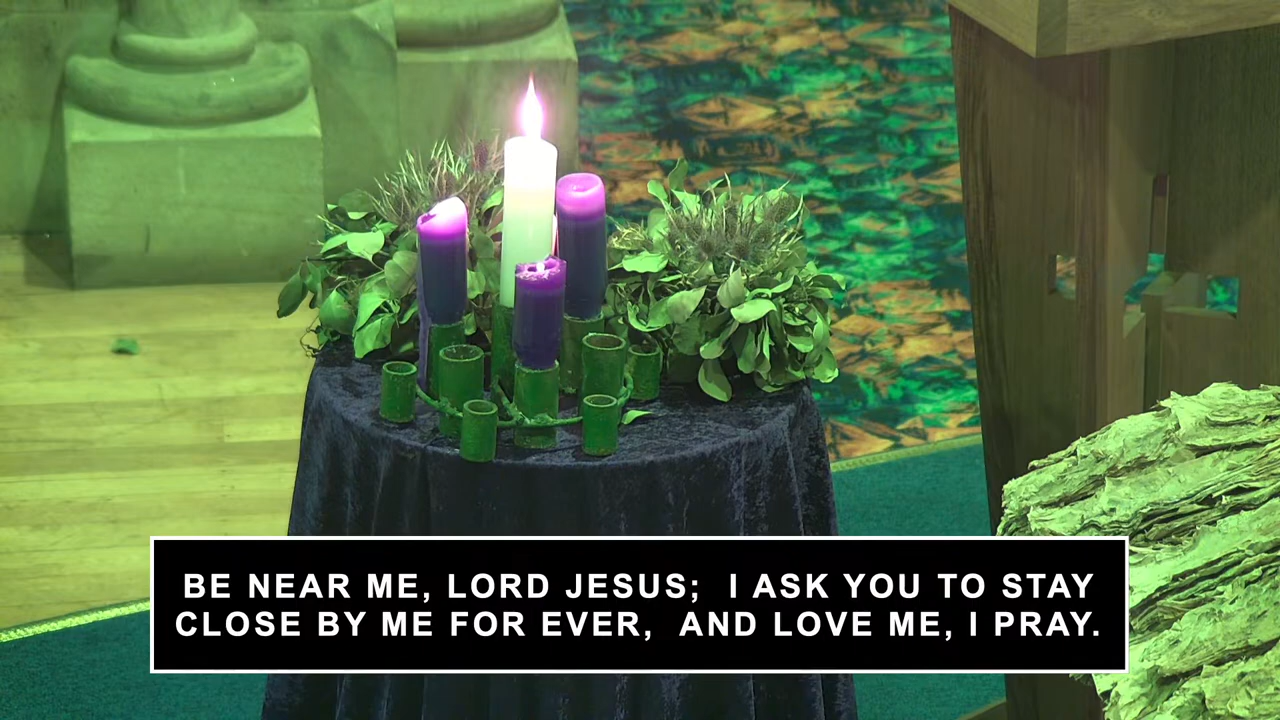 BE NEAR ME, LORD JESUS;  I ASK YOU TO STAY
CLOSE BY ME FOR EVER,  AND LOVE ME, I PRAY.